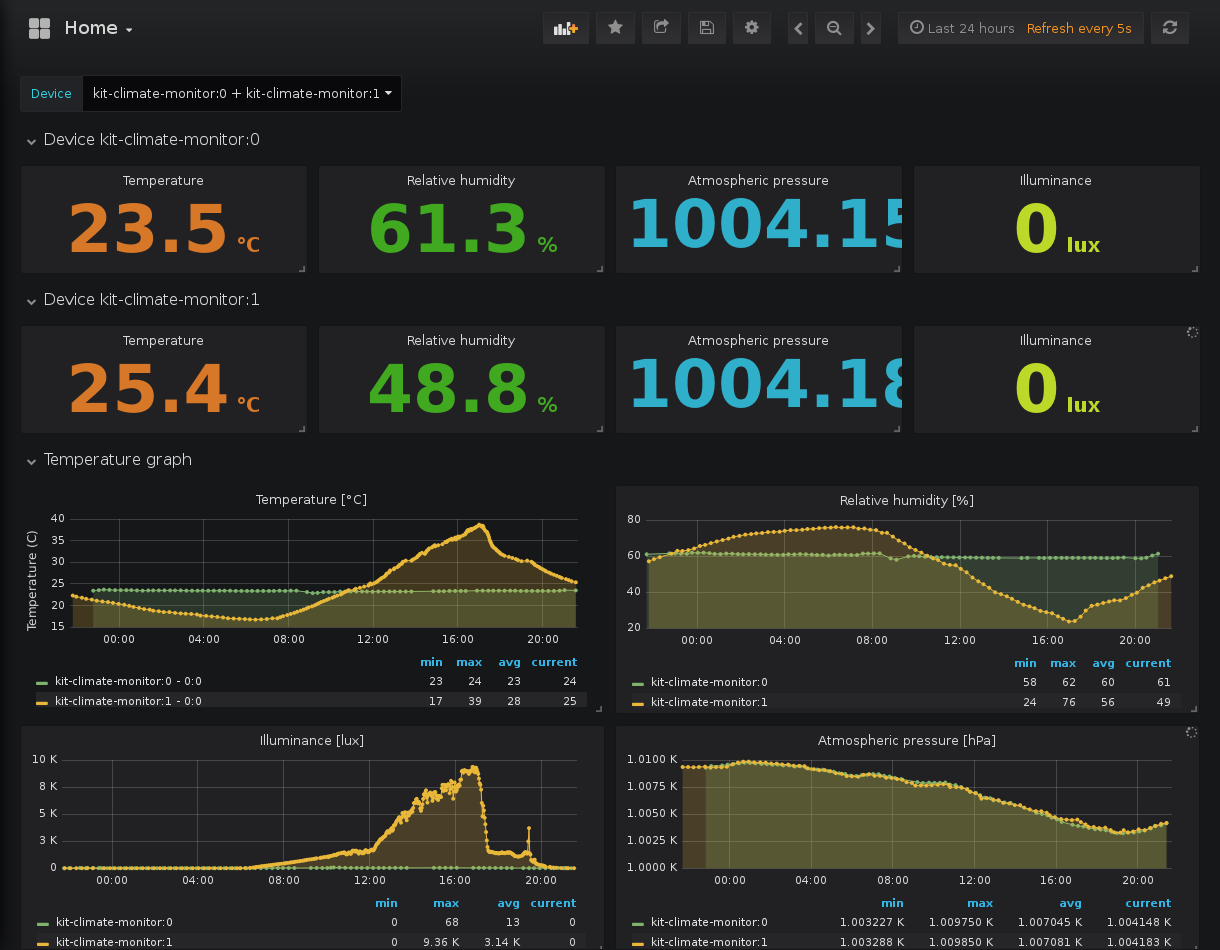 Home
Last 24 hours Refresh every 5s
Device kit-climate-monitor:0 + kit-climate-monitor:1
Device kit-climate-monitor:0
Temperature Relative humidity Atmospheric pressure Illuminance
23.5 °C 61.3 % 1004.15 0 lux
Device kit-climate-monitor:1
Temperature Relative humidity Atmospheric pressure Illuminance
25.4 °C 48.8 % 1004.18 0 lux
Temperature graph
Temperature [°C]
Temperature (C)
40
35
30
25
20
15
00:00 04:00 08:00 12:00 16:00 20:00
min max avg current
kit-climate-monitor:0 - 0:0 23 24 23 24
kit-climate-monitor:1 - 0:0 17 39 28 25
Relative humidity [%]
80
60
40
20
00:00 04:00 08:00 12:00 16:00 20:00
min max avg current
kit-climate-monitor:0 58 62 60 61
kit-climate-monitor:1 24 76 56 49
Illuminance [lux]
10 K
8 K
5 K
3 K
0
00:00 04:00 08:00 12:00 16:00 20:00
min max avg current
kit-climate-monitor:0 0 68 13 0
kit-climate-monitor:1 0 9.36 K 3.14 K 0
Atmospheric pressure [hPa]
1.0100 K
1.0075 K
1.0050 K
1.0025 K
1.0000 K
00:00 04:00 08:00 12:00 16:00 20:00
min max avg current
kit-climate-monitor:0 1.003227 K 1.009750 K 1.007045 K 1.004148 K
kit-climate-monitor:1 1.003288 K 1.009850 K 1.007081 K 1.004183 K